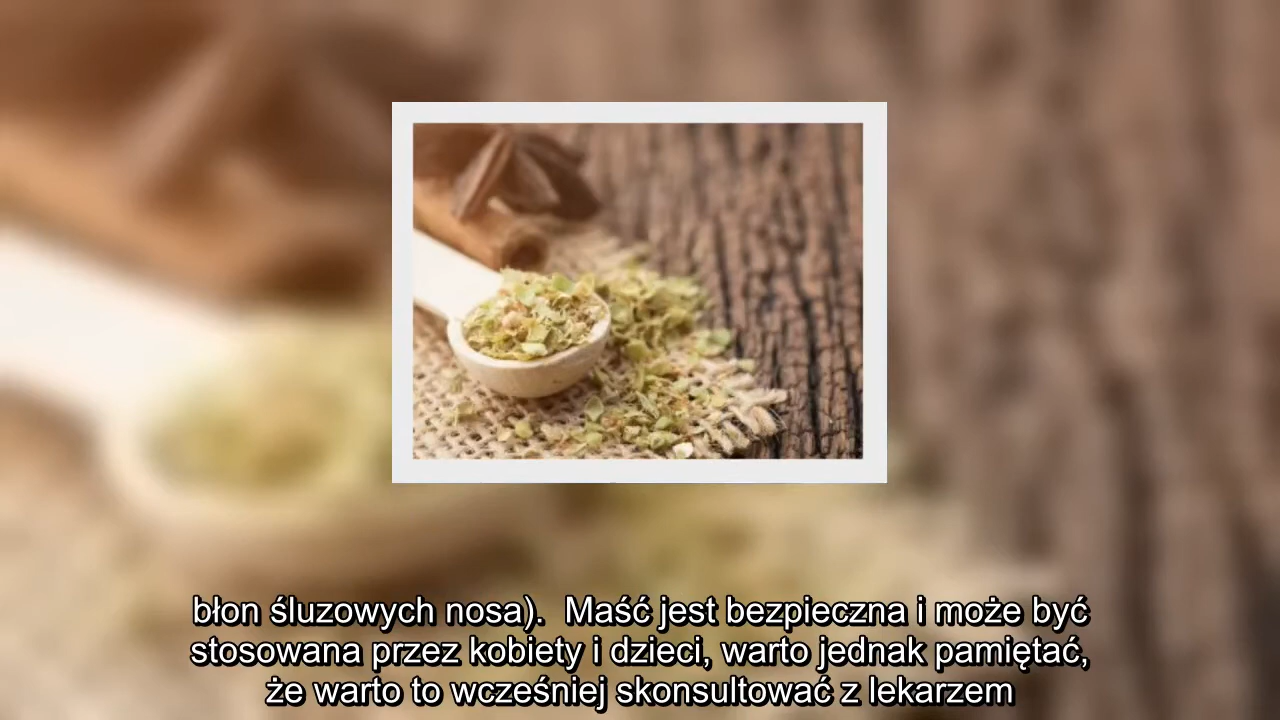 błon śluzowych nosa).  Maść jest bezpieczna i może być
stosowana przez kobiety i dzieci, warto jednak pamiętać,
że warto to wcześniej skonsultować z lekarzem